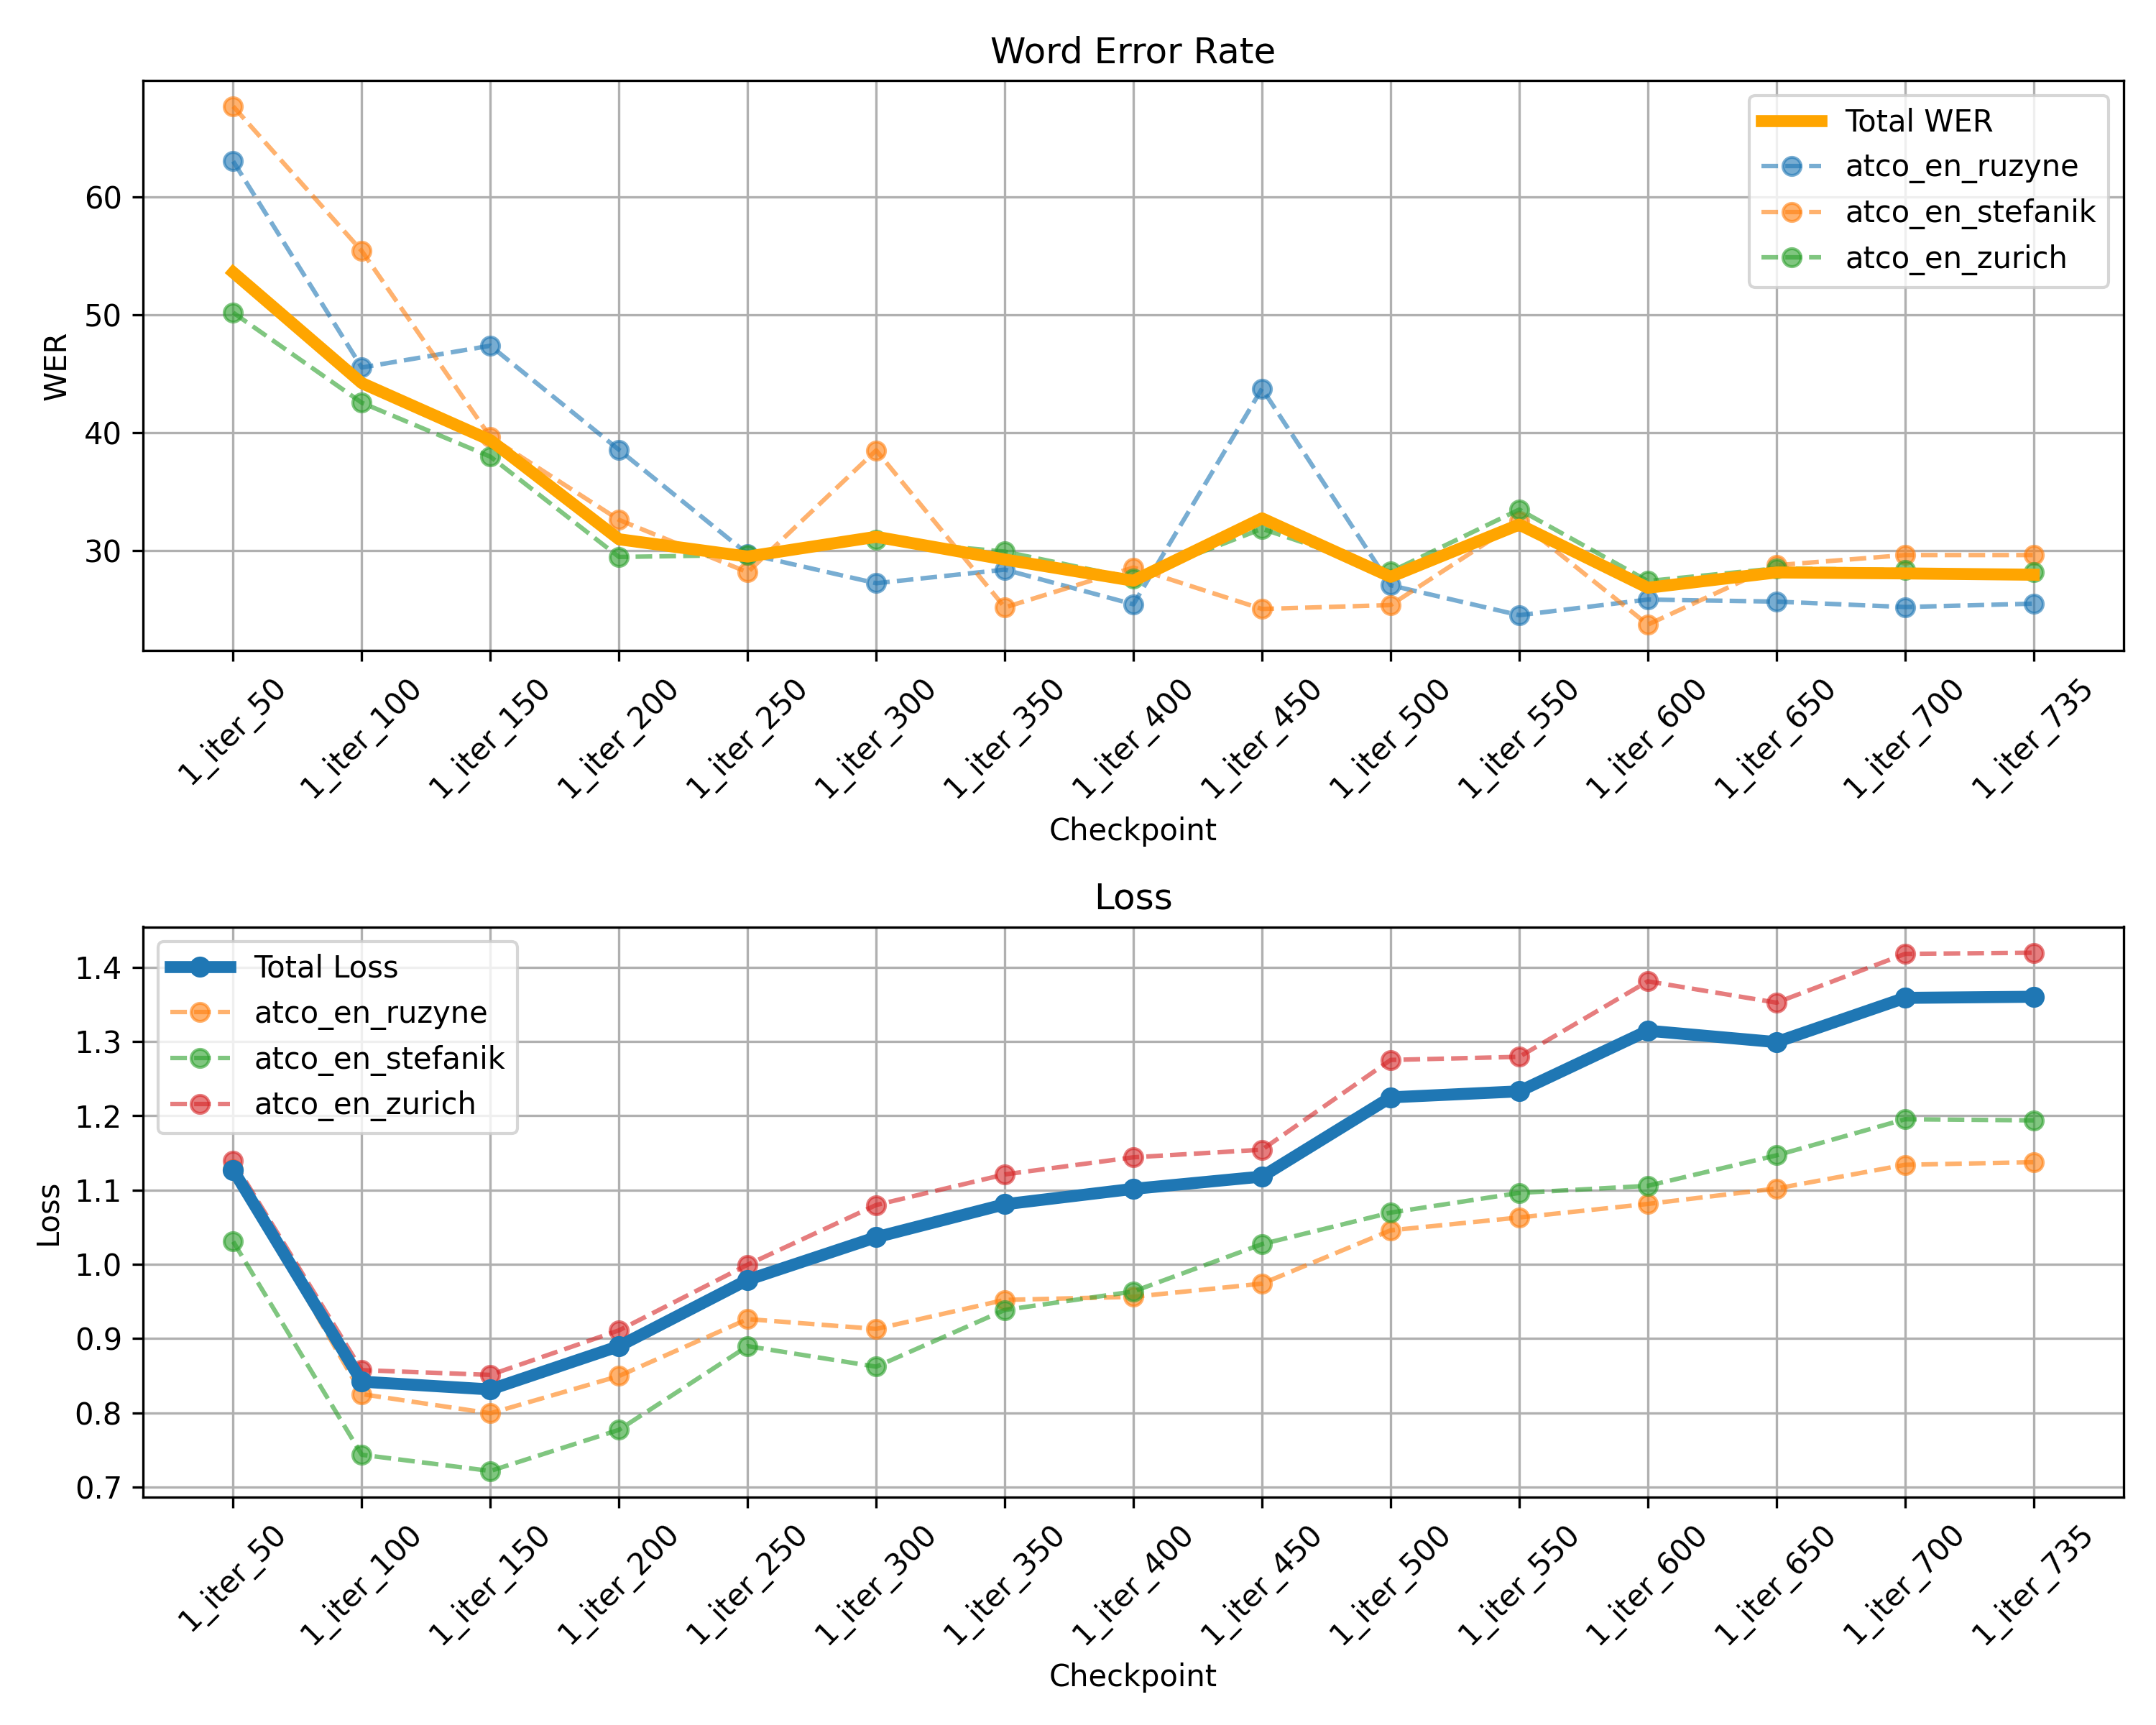 Word Error Rate
WER
60
50
40
30
Total WER
atco_en_ruzyne
atco_en_stefanik
atco_en_zurich
1_iter_50
1_iter_100
1_iter_150
1_iter_200
1_iter_250
1_iter_300
1_iter_350
1_iter_400
1_iter_450
1_iter_500
1_iter_550
1_iter_600
1_iter_650
1_iter_700
1_iter_735
Checkpoint
Loss
Loss
1.4
1.3
1.2
1.1
1.0
0.9
0.8
0.7
Total Loss
atco_en_ruzyne
atco_en_stefanik
atco_en_zurich
1_iter_50
1_iter_100
1_iter_150
1_iter_200
1_iter_250
1_iter_300
1_iter_350
1_iter_400
1_iter_450
1_iter_500
1_iter_550
1_iter_600
1_iter_650
1_iter_700
1_iter_735
Checkpoint